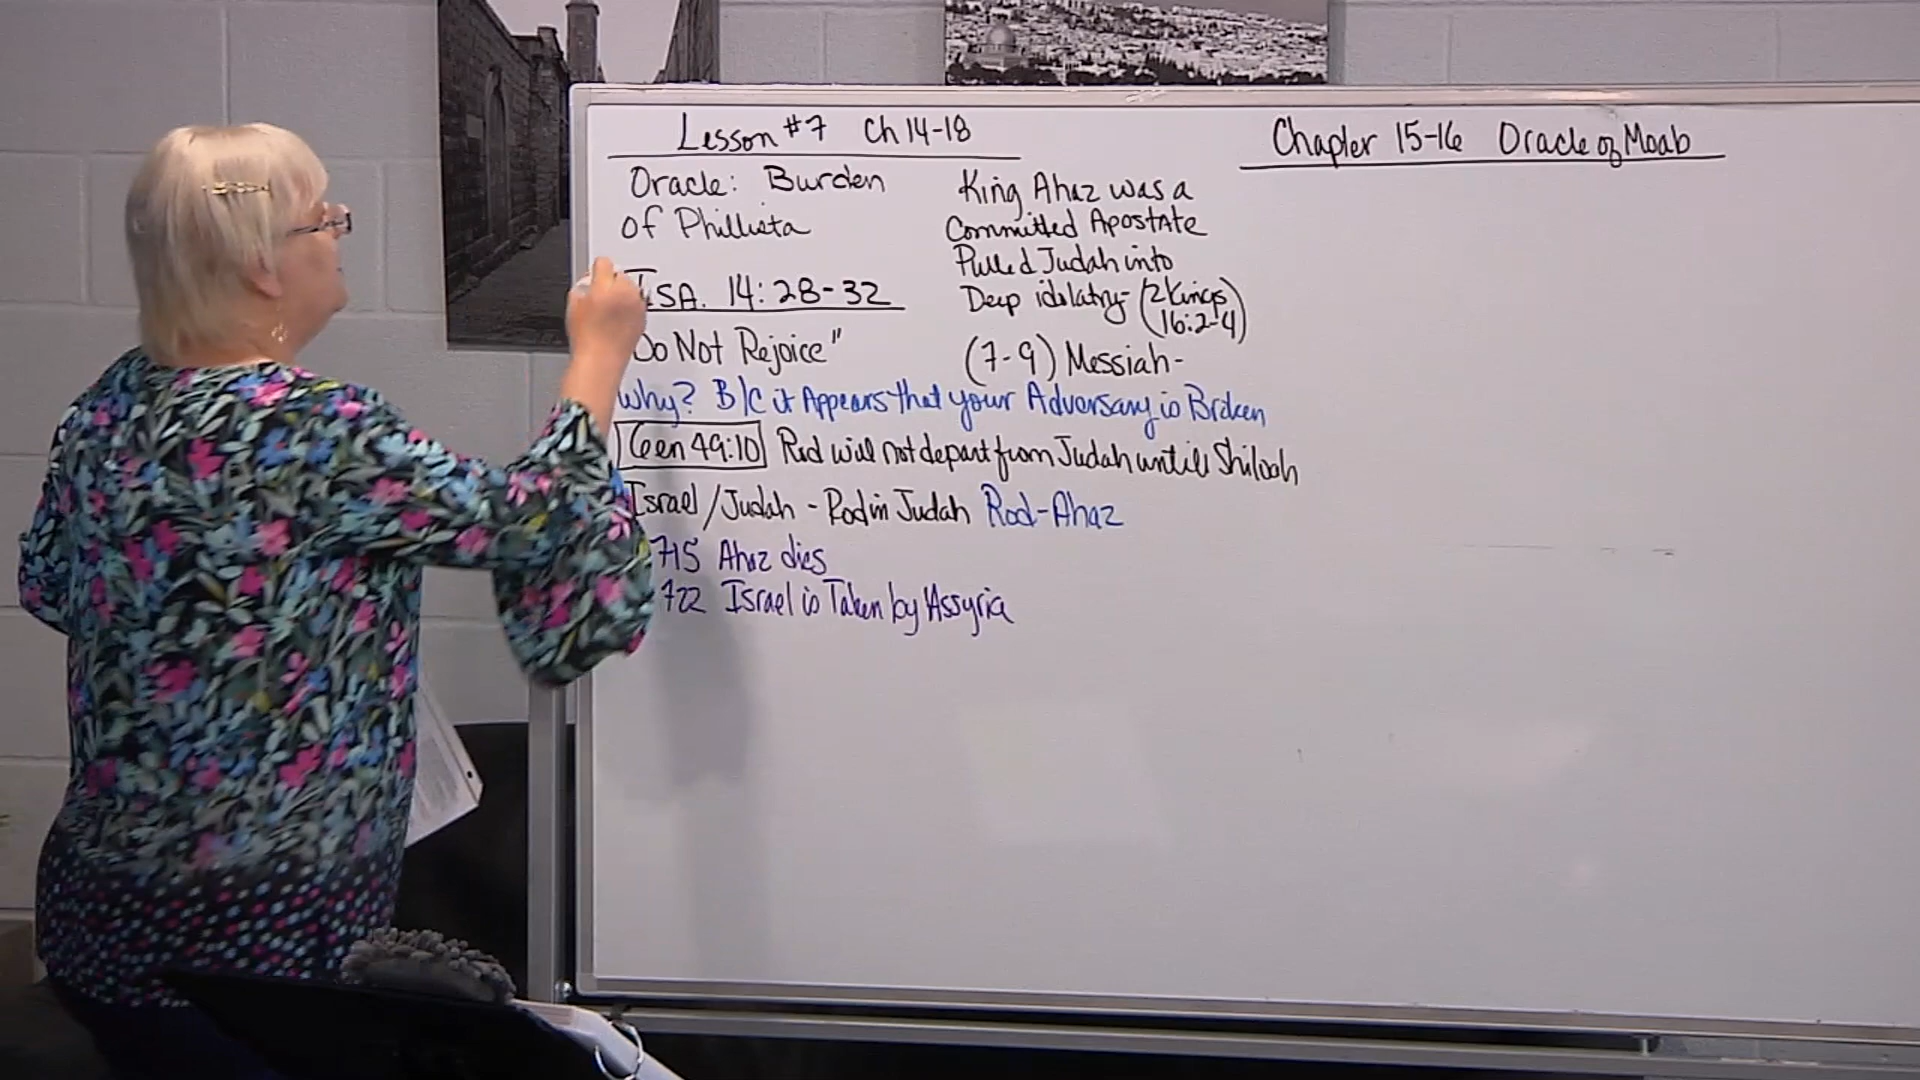 Lesson #7 Ch 14-18
Oracle: Burden
of Phillista
ISA. 14:28-32
Do Not Rejoice"
King Ahaz was a
Committed Apostate
Pulled Judah into
Deep idolatry- (2 Kings
16:2-4)
(7-9) Messiah-
Why? B/C it Appears that your Adversary is Broken
Gen 49:10 Rod will not depart from Judah untill Shiloah
Israel/Judah - Rod in Judah Rod-Ahaz
715 Ahaz dies
722 Israel is Taken by Assyria
Chapter 15-16 Oracle of Moab